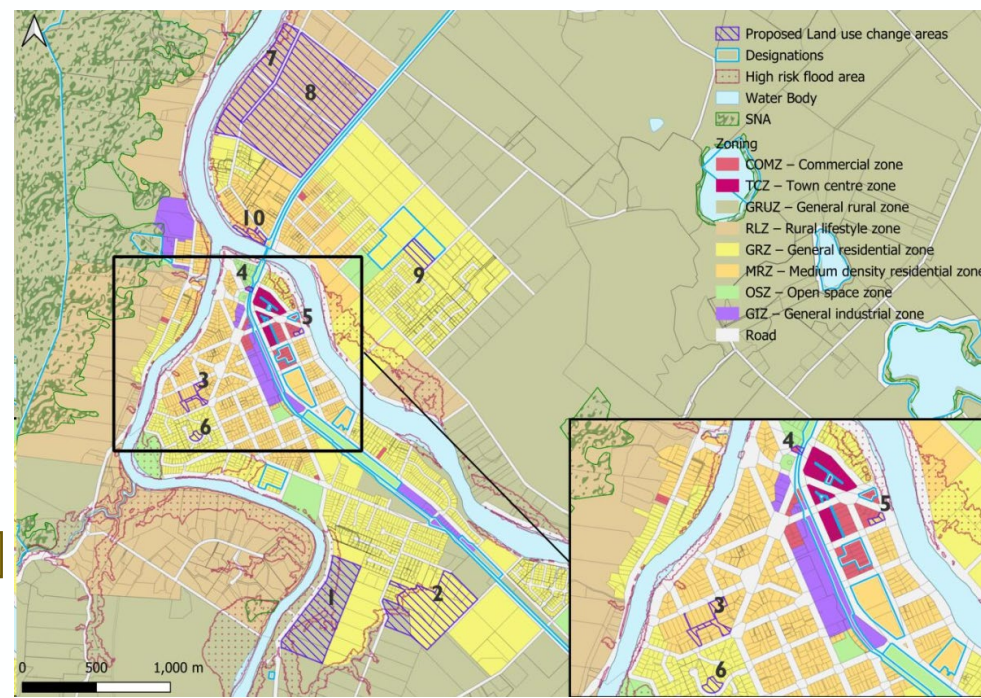 Proposed Land use change areas
Designations
High risk flood area
Water Body
SNA
Zoning
COMZ – Commercial zone
TCZ – Town centre zone
GRUZ – General rural zone
RLZ – Rural lifestyle zone
GRZ – General residential zone
MRZ – Medium density residential zone
OSZ – Open space zone
GIZ – General industrial zone
Road
7
8
10
9
4
5
3
6
1
2
4
5
3
6
0 500 1,000 m